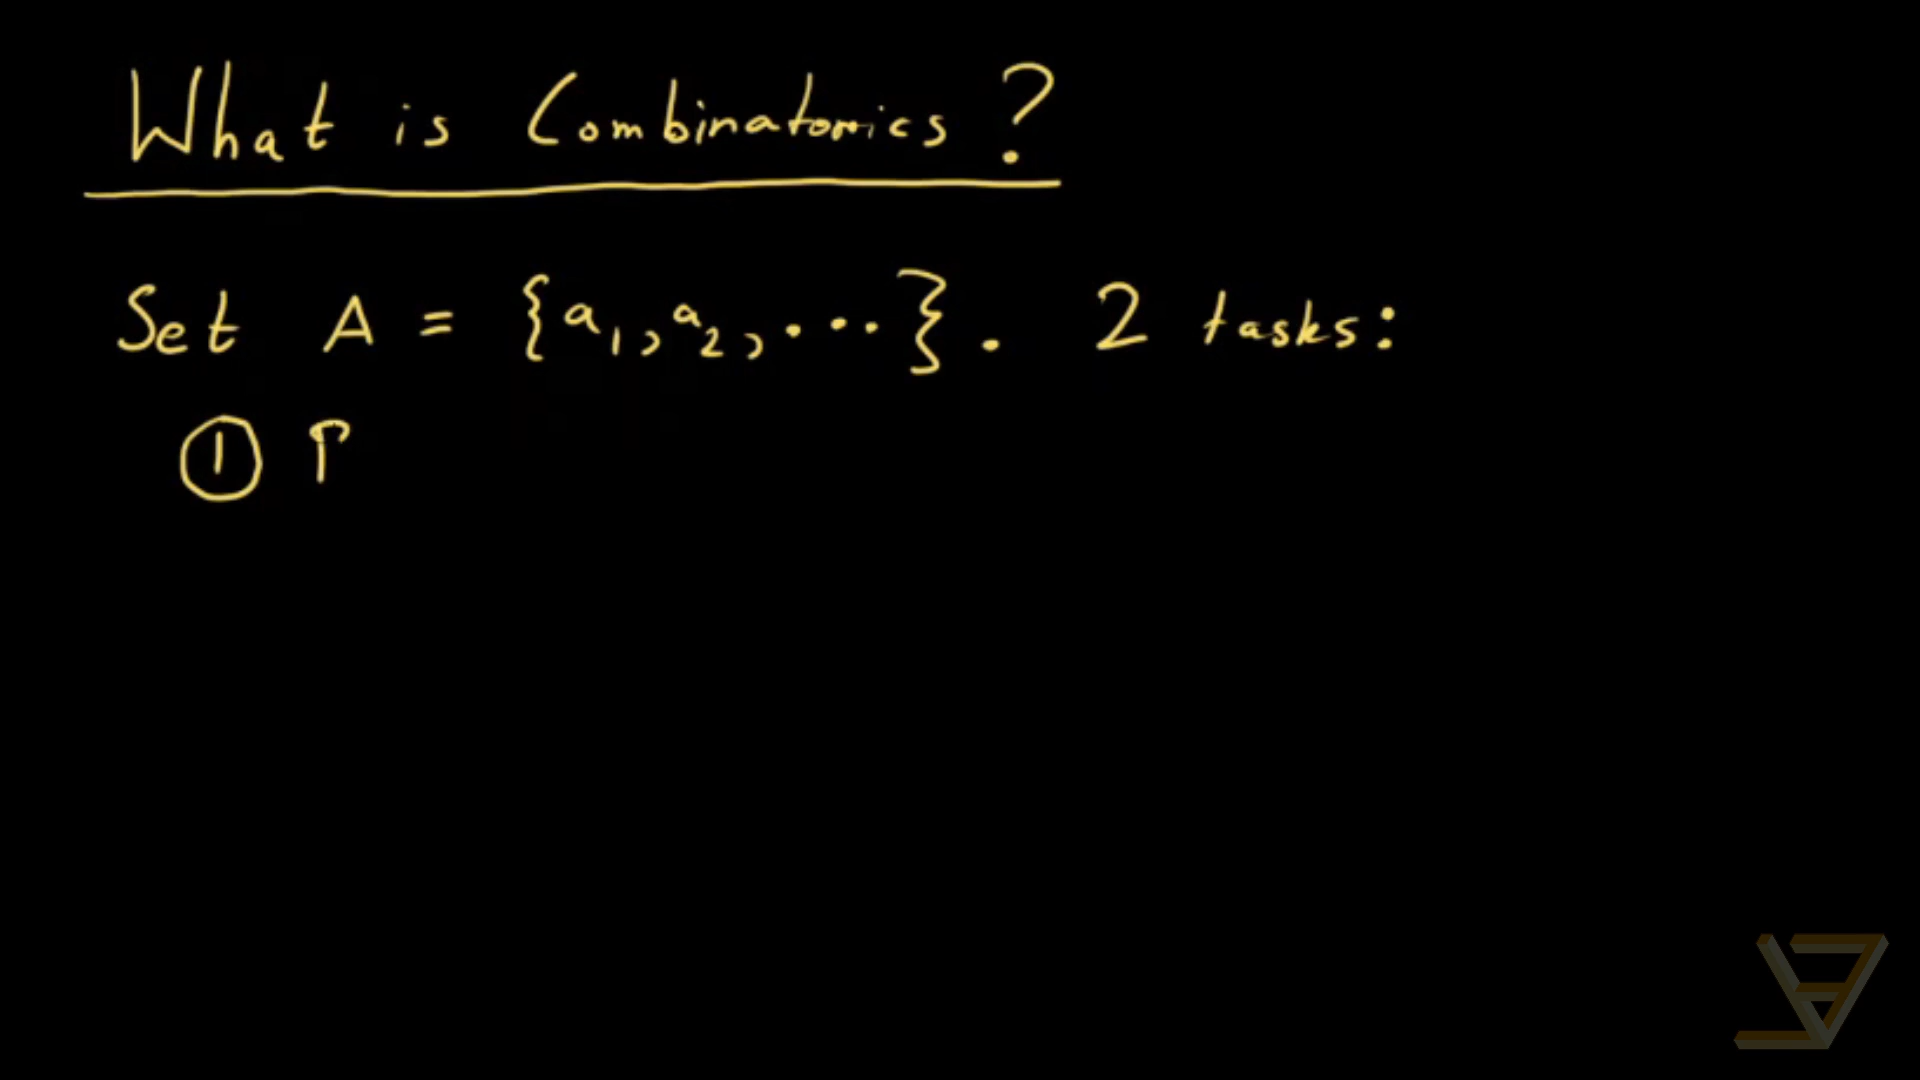 What is Combinatorics?
Set A = {a₁, a₂, ...}. 2 tasks:
① P